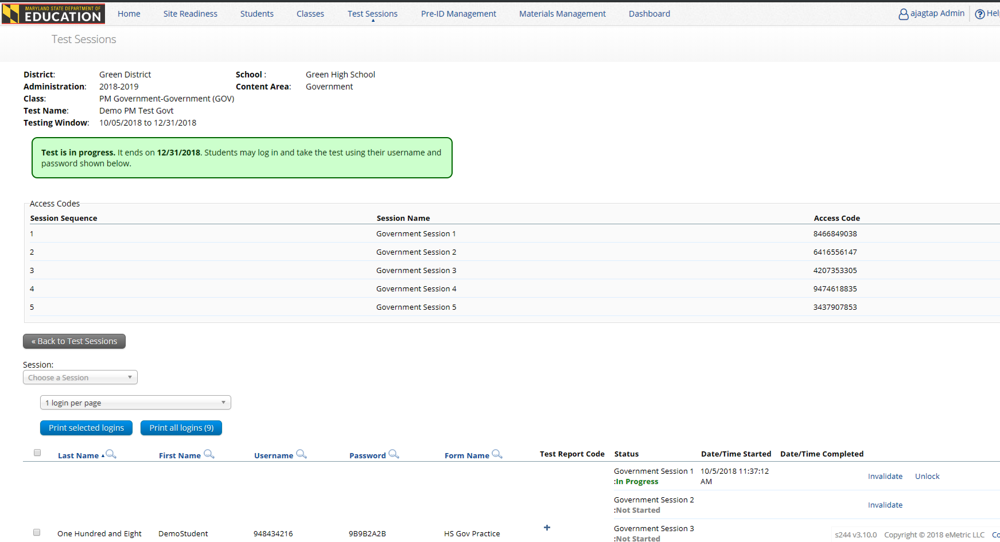 MARYLAND STATE DEPARTMENT OF
EDUCATION
Home Site Readiness Students Classes Test Sessions Pre-ID Management Materials Management Dashboard ajagtap Admin Hel
Test Sessions
District: Green District School : Green High School
Administration: 2018-2019 Content Area: Government
Class: PM Government-Government (GOV)
Test Name: Demo PM Test Govt
Testing Window: 10/05/2018 to 12/31/2018
Test is in progress. It ends on 12/31/2018. Students may log in and take the test using their username and
password shown below.
Access Codes
Session Sequence Session Name Access Code
1 Government Session 1 8466849038
2 Government Session 2 6416556147
3 Government Session 3 4207353305
4 Government Session 4 9474618835
5 Government Session 5 3437907853
« Back to Test Sessions
Session:
Choose a Session
1 login per page
Print selected logins Print all logins (9)
Last Name First Name Username Password Form Name Test Report Code Status Date/Time Started Date/Time Completed
Government Session 1 10/5/2018 11:37:12
:In Progress AM Invalidate Unlock
Government Session 2
:Not Started Invalidate
Government Session 3
One Hundred and Eight DemoStudent 948434216 9B9B2A2B HS Gov Practice +
:Not Started
s244 v3.10.0 Copyright © 2018 eMetric LLC Co